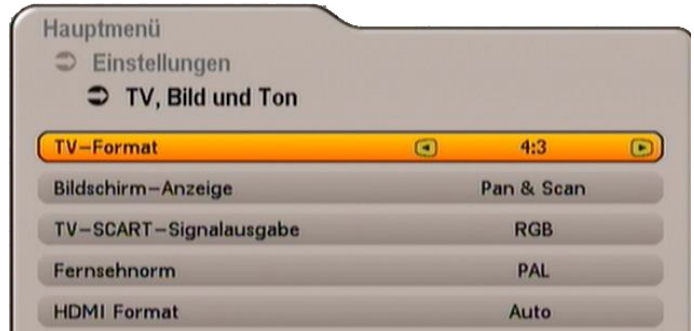 Hauptmenü
Einstellungen
TV, Bild und Ton
TV-Format 4:3
Bildschirm-Anzeige Pan & Scan
TV-SCART-Signalausgabe RGB
Fernsehnorm PAL
HDMI Format Auto